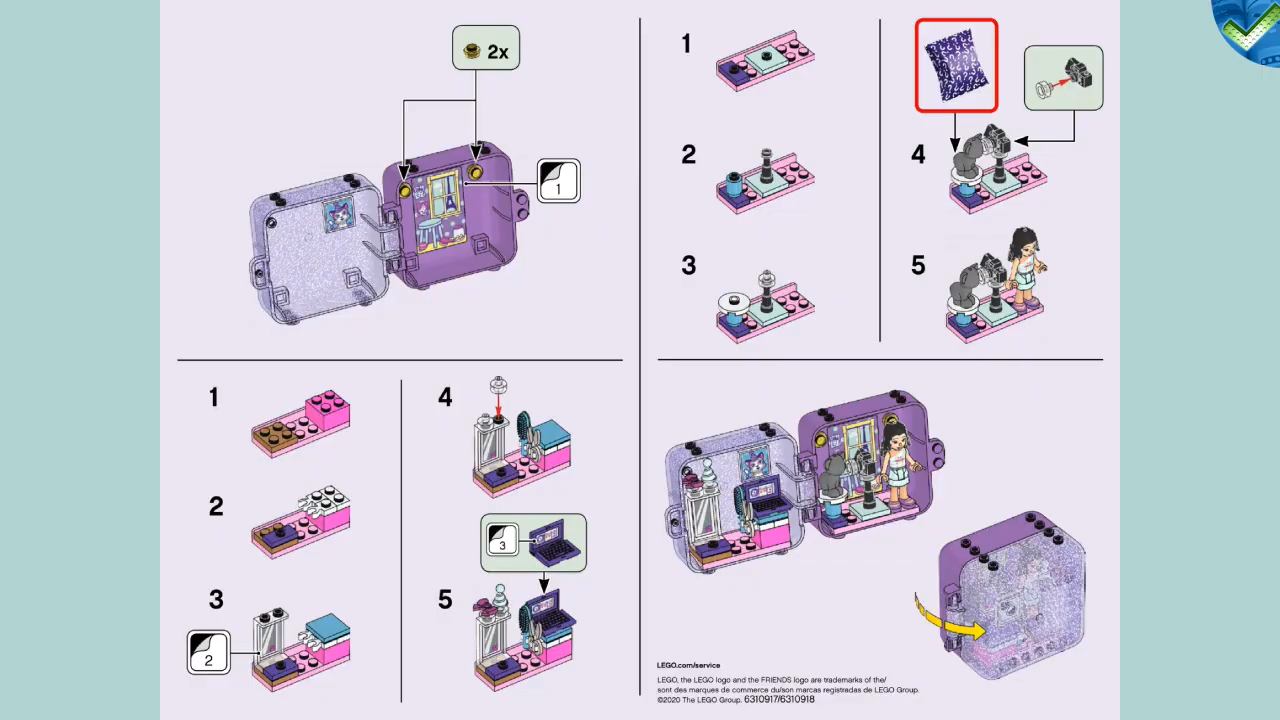 2x
1
1
2
3
4
5
1
2
3
2
4
3
5
LEGO.com/service
LEGO, the LEGO logo and the FRIENDS logo are trademarks of the/
sont des marques de commerce du/son marcas registradas de LEGO Group.
©2020 The LEGO Group. 6310917/6310918